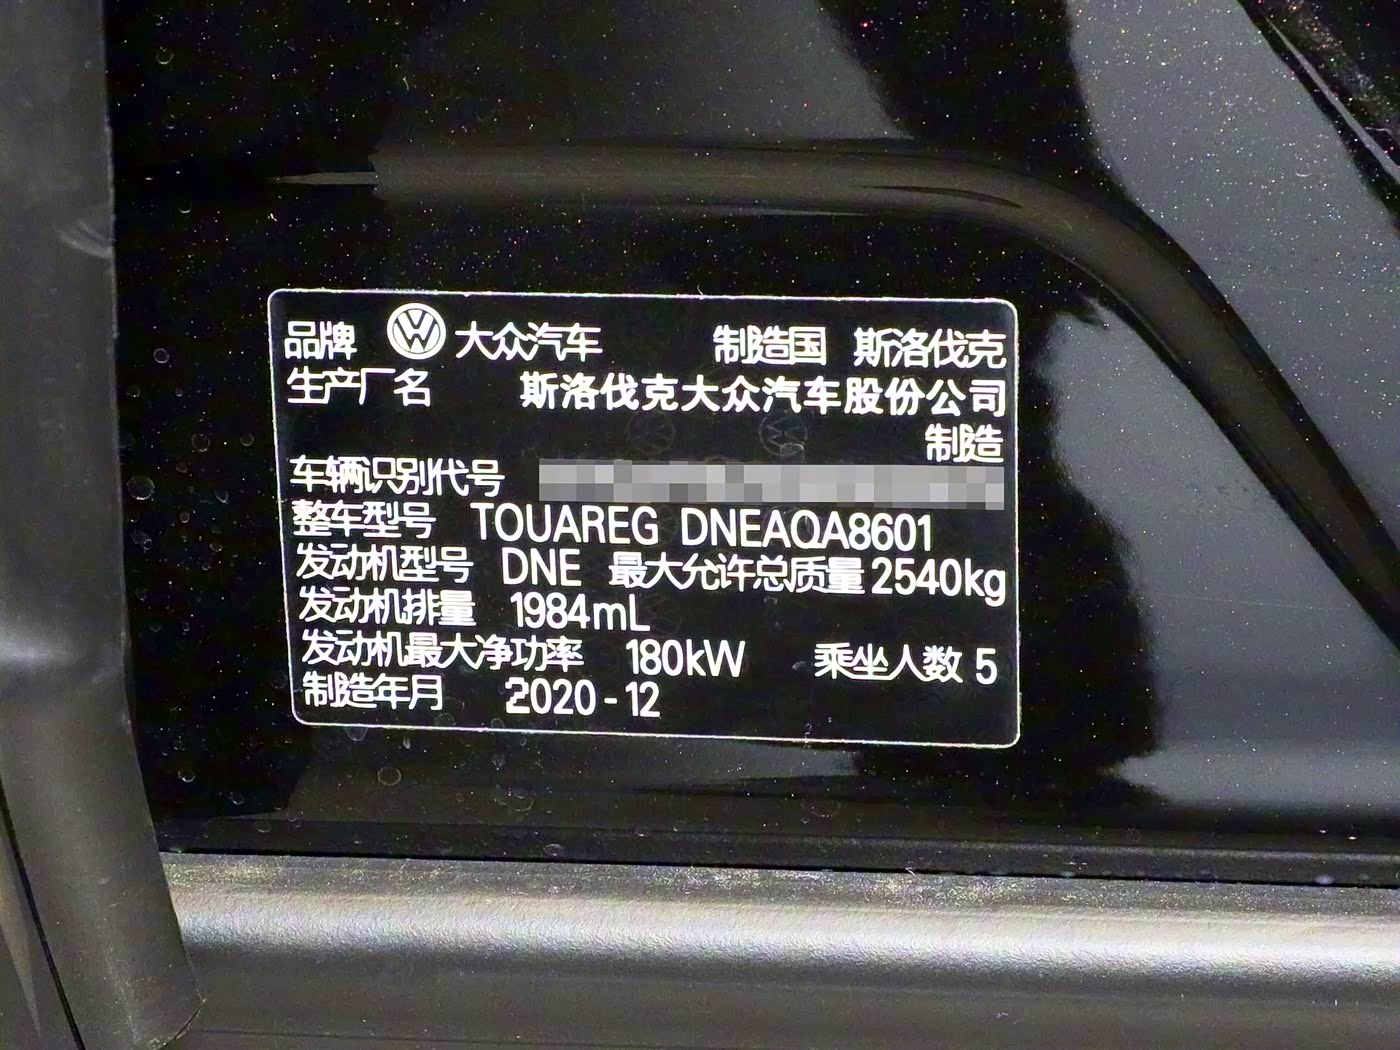 品牌 大众汽车 制造国 斯洛伐克
生产厂名 斯洛伐克大众汽车股份公司
制造
车辆识别代号
整车型号 TOUAREG DNEAQA8601
发动机型号 DNE 最大允许总质量 2540kg
发动机排量 1984mL
发动机最大净功率 180kW 乘坐人数 5
制造年月 2020-12